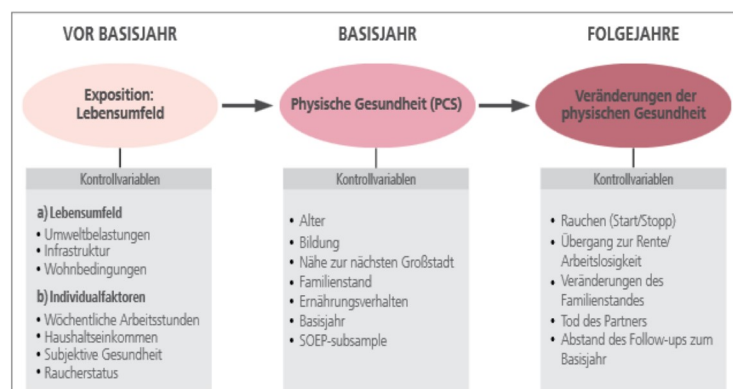 VOR BASISJAHR
BASISJAHR
FOLGEJAHRE
Exposition:
Lebensumfeld
Physische Gesundheit (PCS)
Veränderungen der
physischen Gesundheit
Kontrollvariablen
a) Lebensumfeld
• Umweltbelastungen
• Infrastruktur
• Wohnbedingungen
b) Individualfaktoren
• Wöchentliche Arbeitsstunden
• Haushaltseinkommen
• Subjektive Gesundheit
• Raucherstatus
Kontrollvariablen
• Alter
• Bildung
• Nähe zur nächsten Großstadt
• Familienstand
• Ernährungsverhalten
• Basisjahr
• SOEP-subsample
Kontrollvariablen
• Rauchen (Start/Stopp)
• Übergang zur Rente/
Arbeitslosigkeit
• Veränderungen des
Familienstandes
• Tod des Partners
• Abstand des Follow-ups zum
Basisjahr